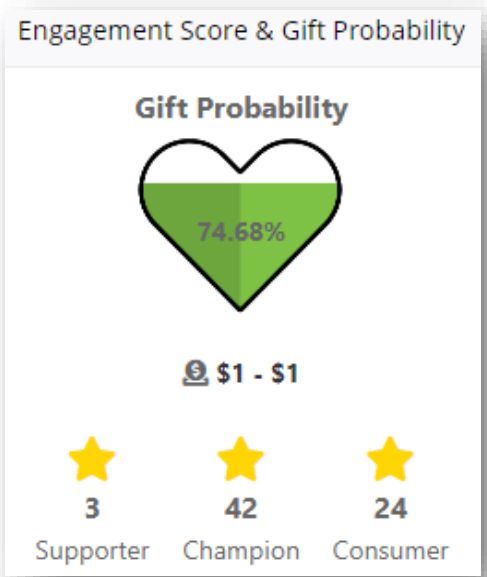 Engagement Score & Gift Probability
Gift Probability
74.68%
$1 - $1
3 42 24
Supporter Champion Consumer